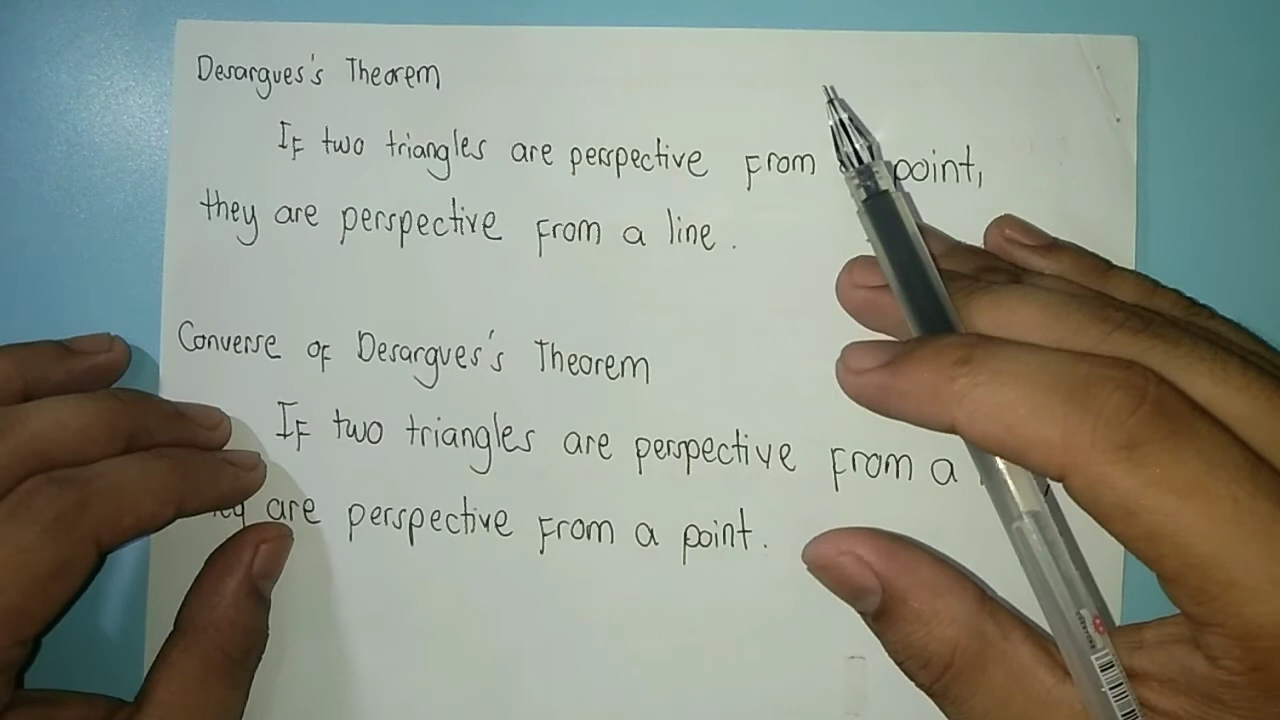 Desargues's Theorem
If two triangles are perspective from point,
they are perspective from a line.
Converse of Desargues's Theorem
If two triangles are perspective from a
are perspective from a point.